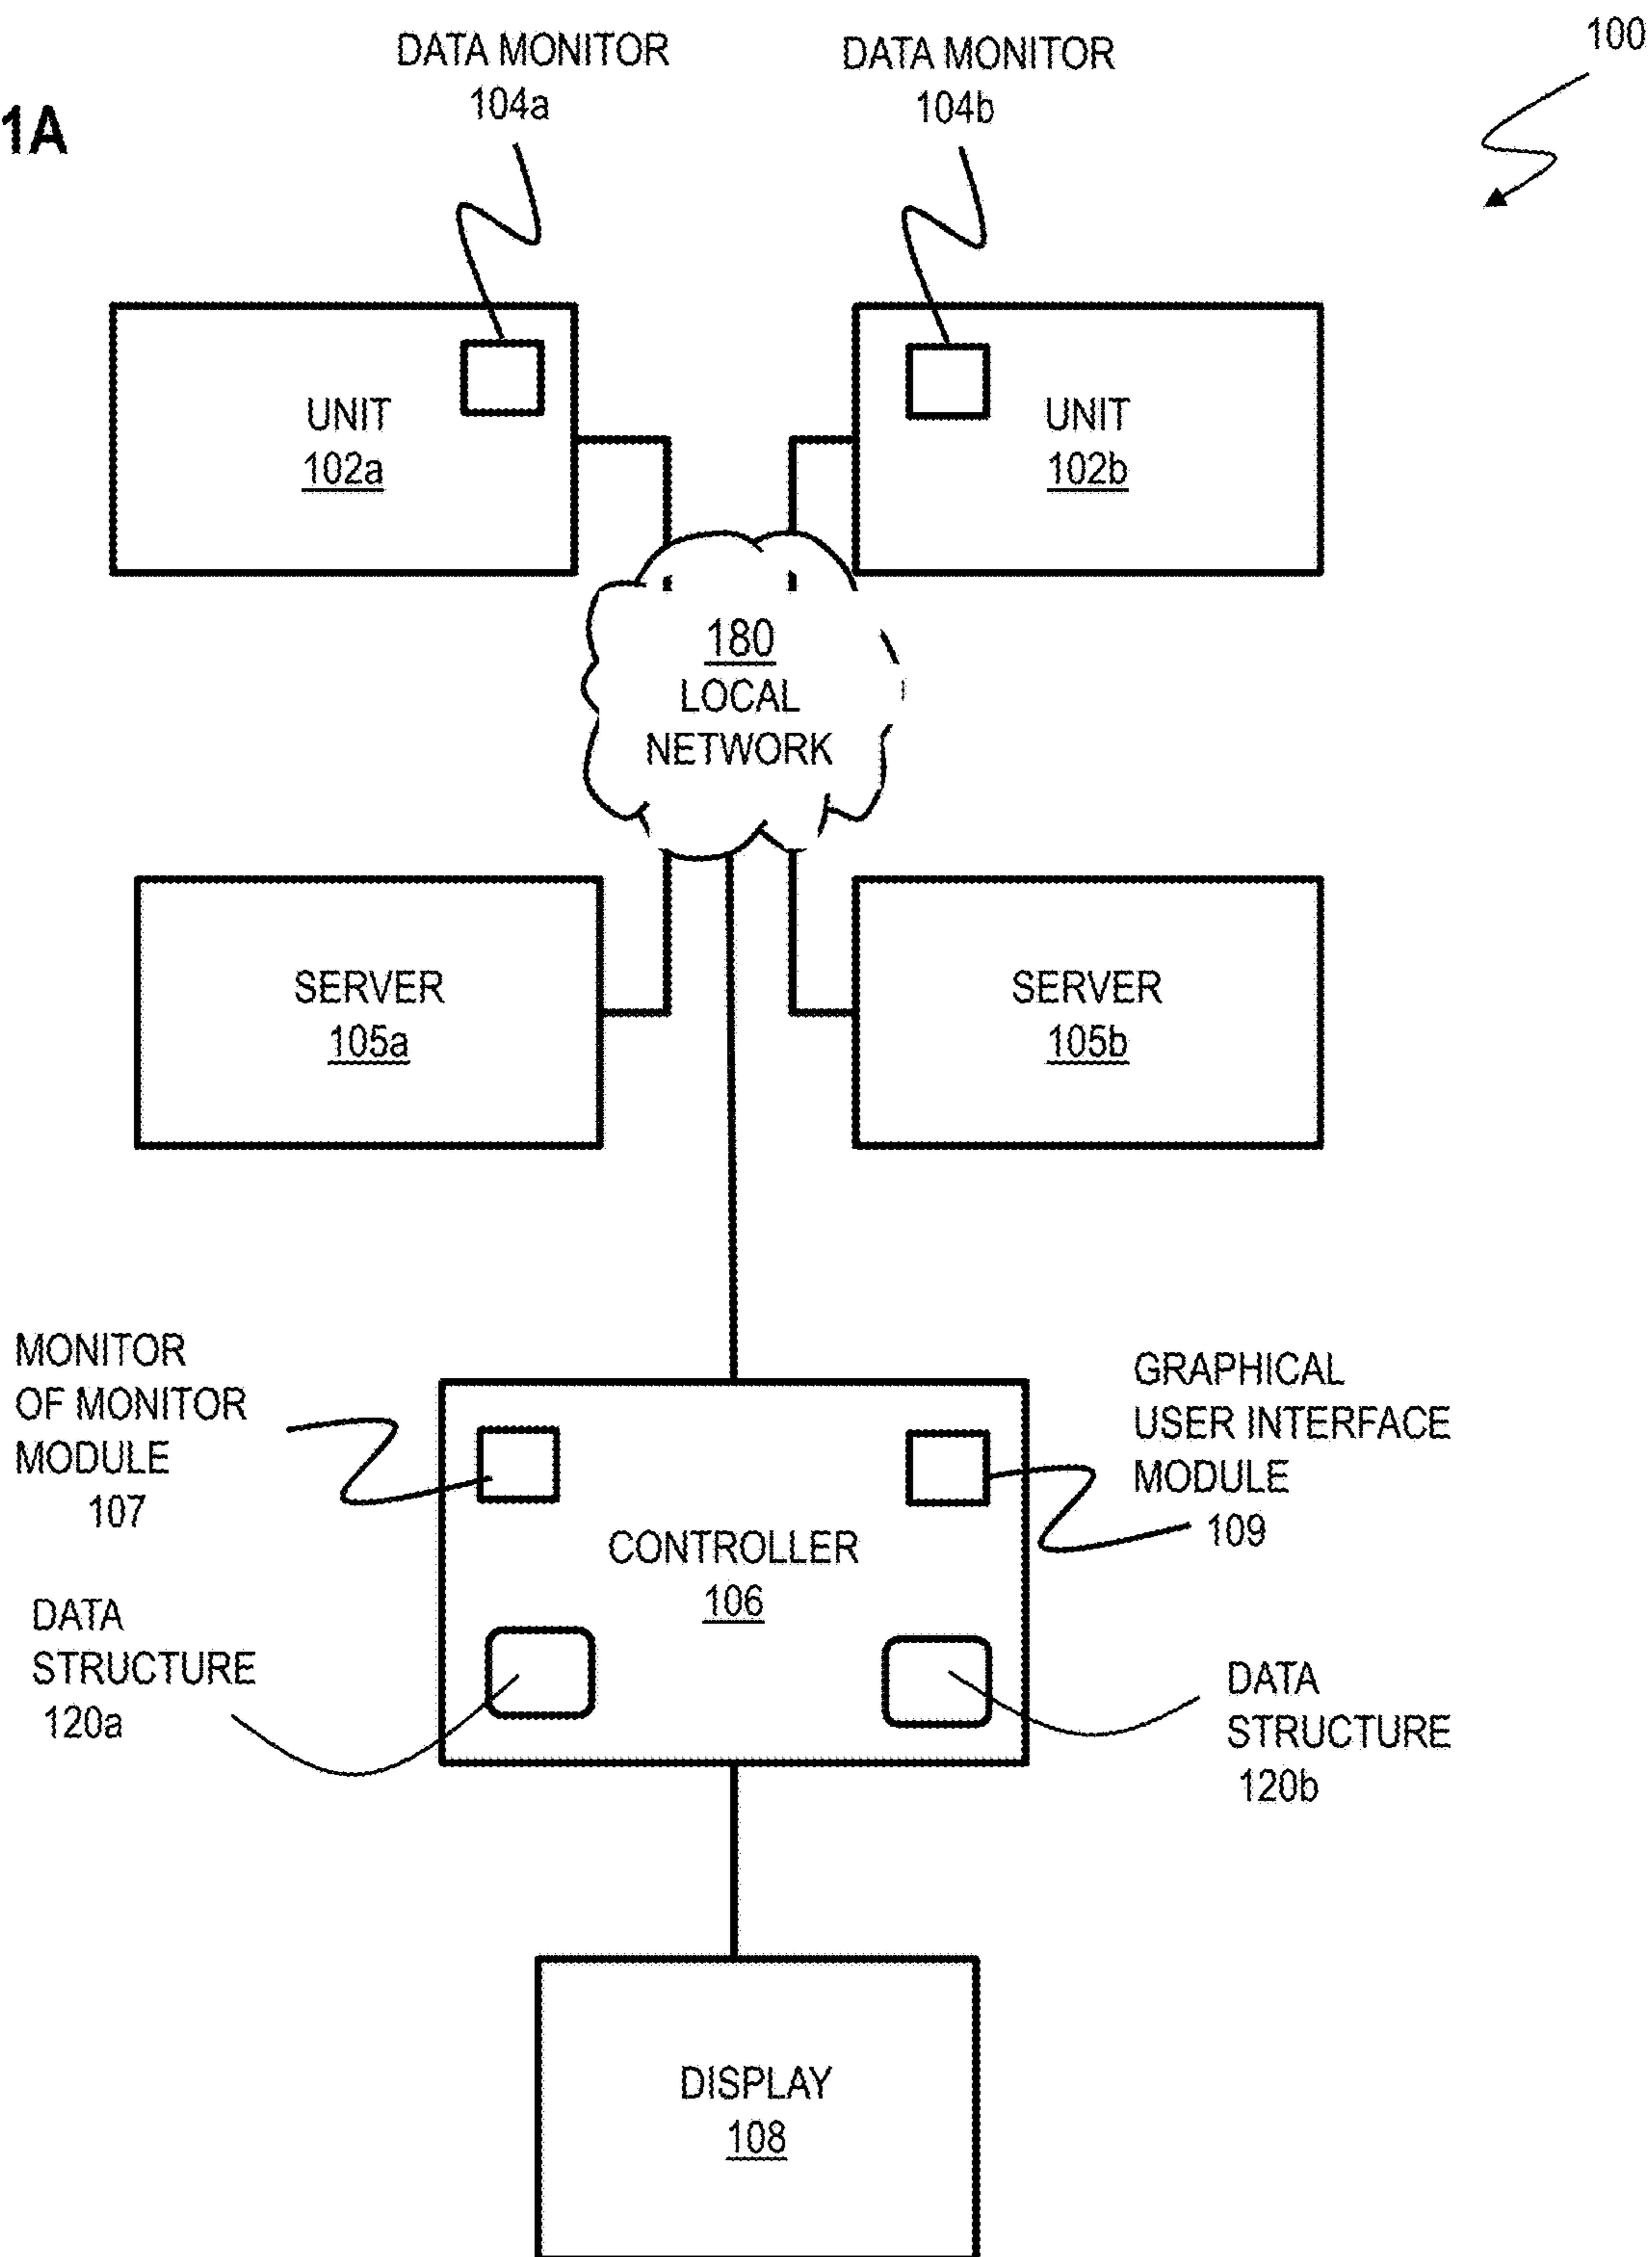 100
DATA MONITOR
104a
DATA MONITOR
104b
1A
UNIT
102a
UNIT
102b
180
LOCAL
NETWORK
SERVER
105a
SERVER
105b
MONITOR
OF MONITOR
MODULE
107
GRAPHICAL
USER INTERFACE
MODULE
109
CONTROLLER
106
DATA
STRUCTURE
120a
DATA
STRUCTURE
120b
DISPLAY
108